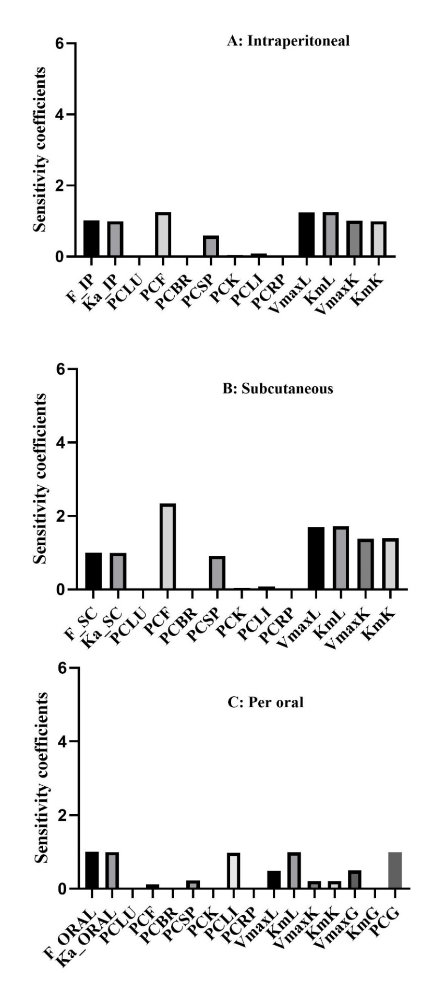 A: Intraperitoneal
Sensitivity coefficients
6
4
2
0
F_IP
Ka_IP
PCLU
PCF
PCBR
PCSP
PCK
PCLI
PCRP
VmaxL
KmL
VmaxK
KmK
B: Subcutaneous
Sensitivity coefficients
6
4
2
0
F_SC
Ka_SC
PCLU
PCF
PCBR
PCSP
PCK
PCLI
PCRP
VmaxL
KmL
VmaxK
KmK
C: Per oral
Sensitivity coefficients
6
4
2
0
F_ORAL
Ka_ORAL
PCLU
PCF
PCBR
PCSP
PCK
PCLI
PCRP
VmaxL
KmL
VmaxK
KmK
VmaxG
KmG
PCG